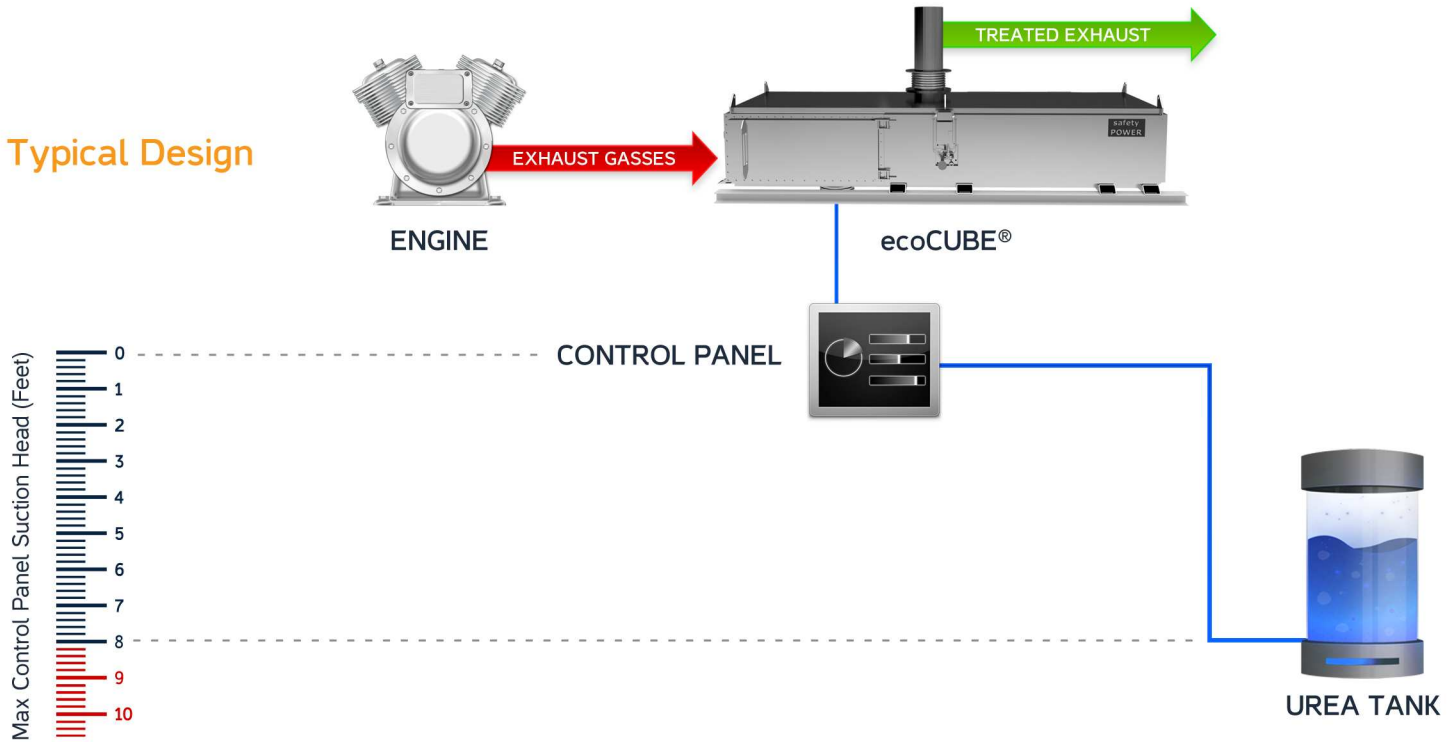 TREATED EXHAUST
safety
POWER
Typical Design
EXHAUST GASSES
ENGINE
ecoCUBE®
Max Control Panel Suction Head (Feet)
0
CONTROL PANEL
1
2
3
4
5
6
7
8
9
10
UREA TANK